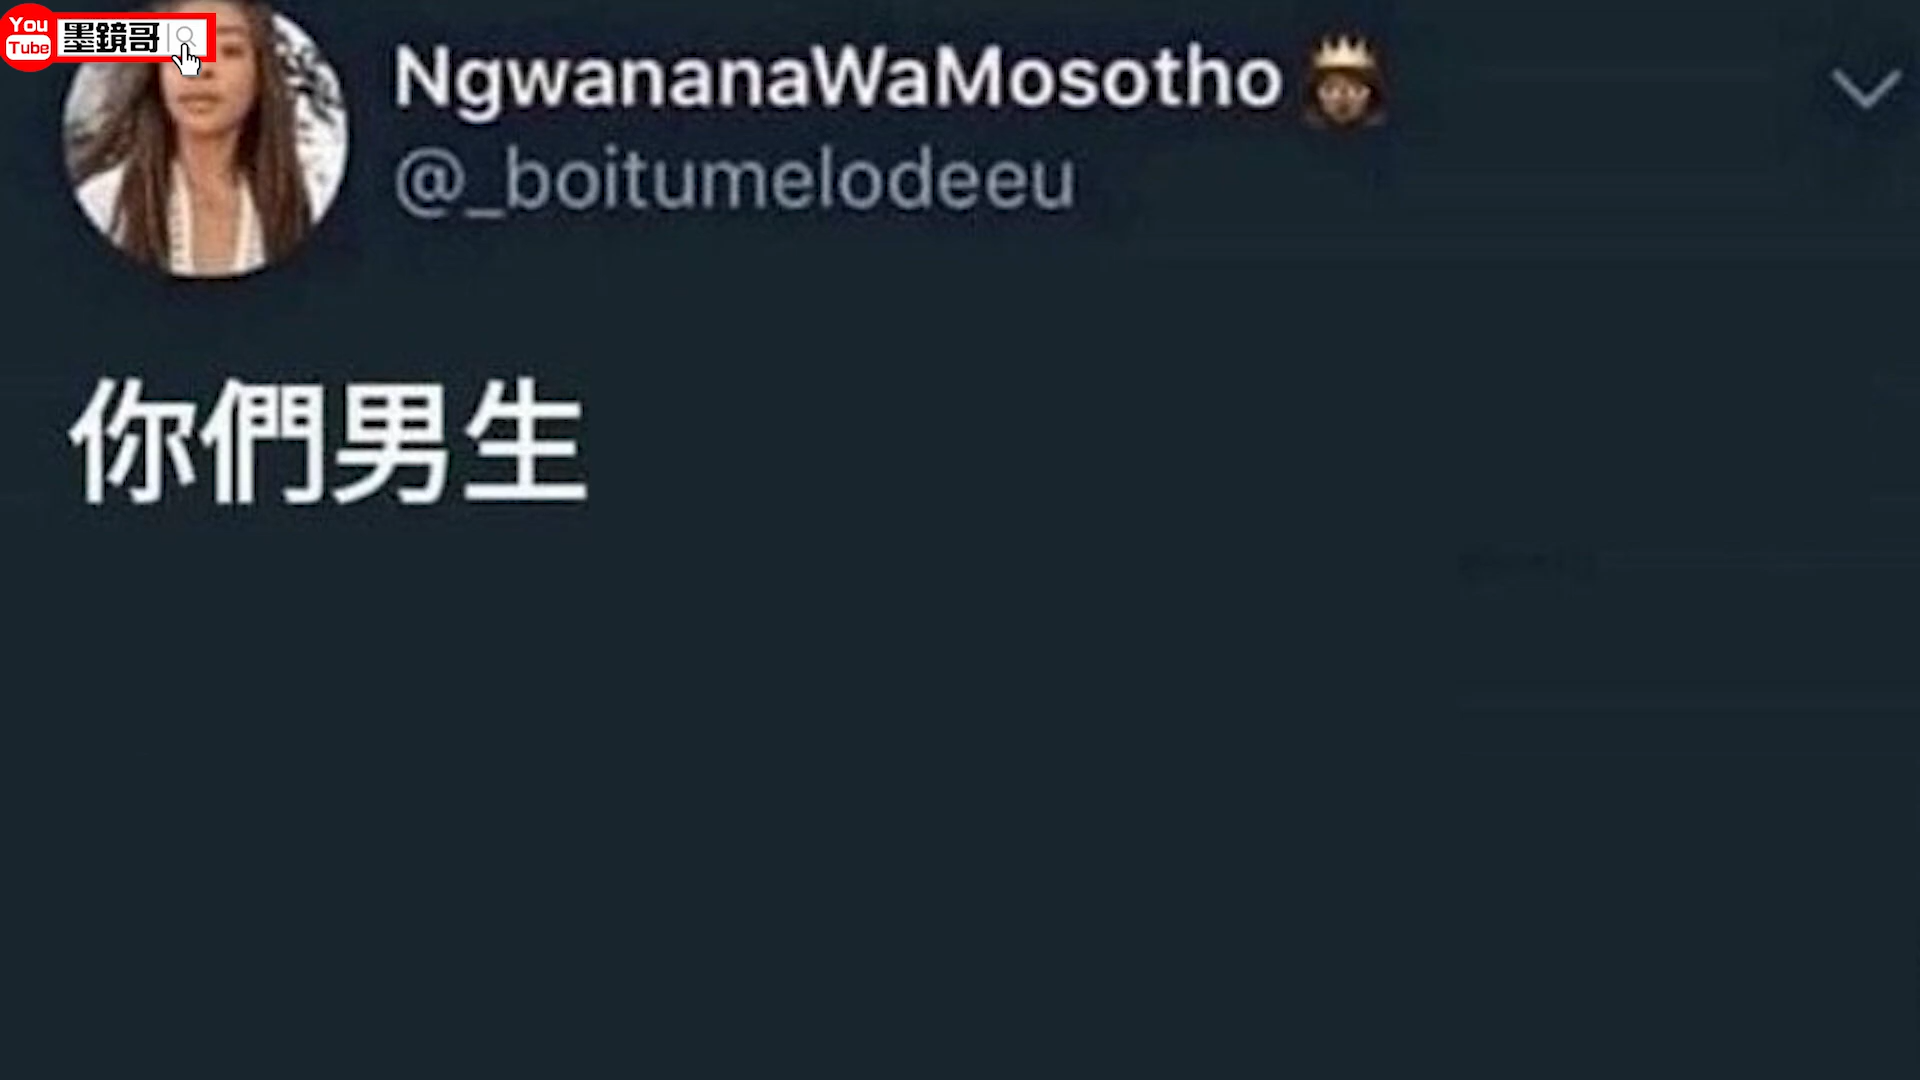 You
Tube
墨鏡哥
NgwananaWaMosotho
@_boitumelodeeu
你們男生